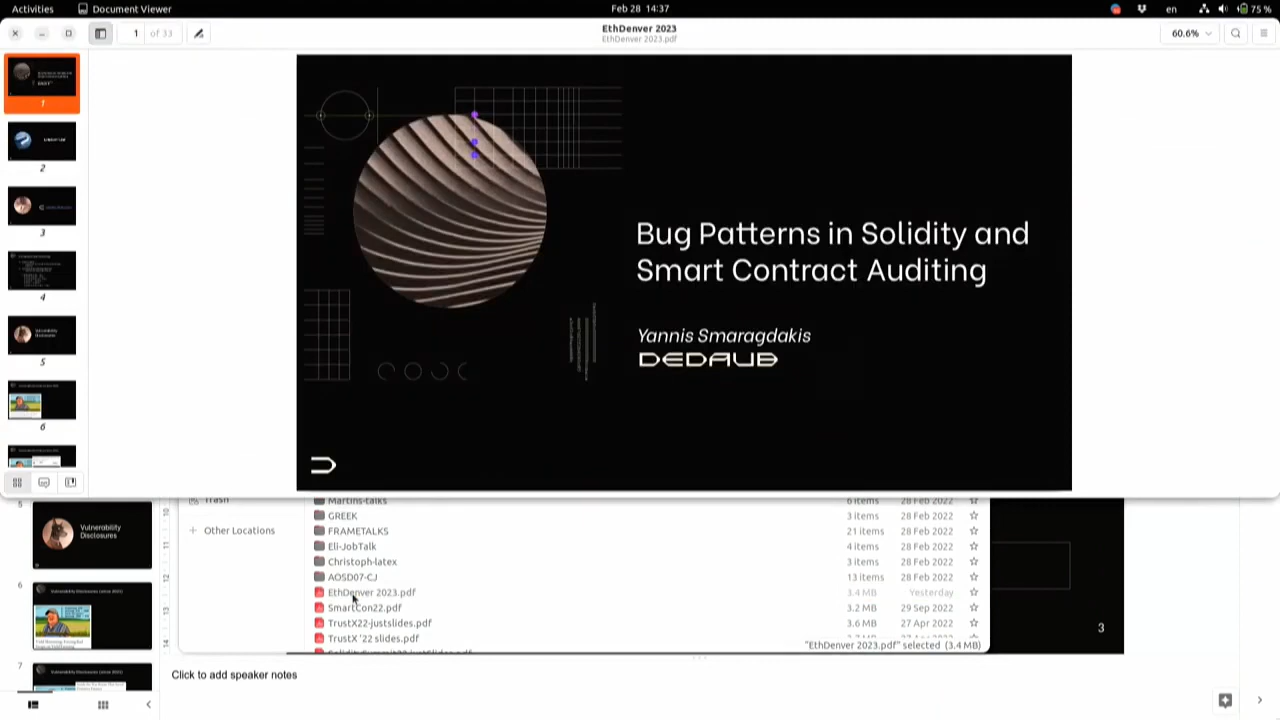 Activities
Document Viewer
Feb 28 14:37
en
75 %
1 of 33
EthDenver 2023
EthDenver 2023.pdf
60.6%
1
2
3
4
5
6
Bug Patterns in Solidity and
Smart Contract Auditing
Yannis Smaragdakis
DEDAUB
5
Vulnerability
Disclosures
6
7
Trash
Other Locations
Martins-talks 6 items 28 Feb 2022
GREEK 3 items 28 Feb 2022
FRAMETALKS 21 items 28 Feb 2022
Eli-JobTalk 4 items 28 Feb 2022
Christoph-latex 3 items 28 Feb 2022
AOSD07-CJ 13 items 28 Feb 2022
EthDenver 2023.pdf 3.4 MB Yesterday
SmartCon22.pdf 3.2 MB 29 Sep 2022
TrustX22-justslides.pdf 3.6 MB 27 Apr 2022
TrustX '22 slides.pdf
"EthDenver 2023.pdf" selected (3.4 MB)
3
Click to add speaker notes